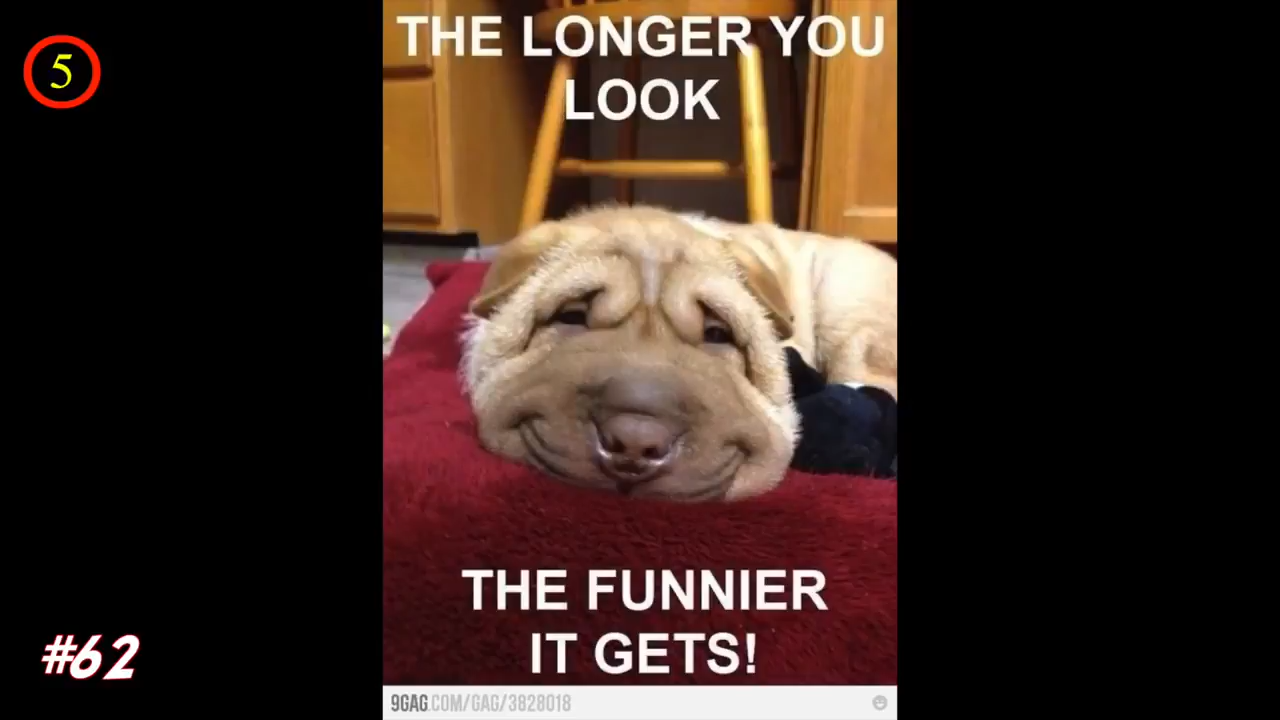 5
THE LONGER YOU
LOOK
THE FUNNIER
IT GETS!
#62
9GAG.COM/GAG/3828018